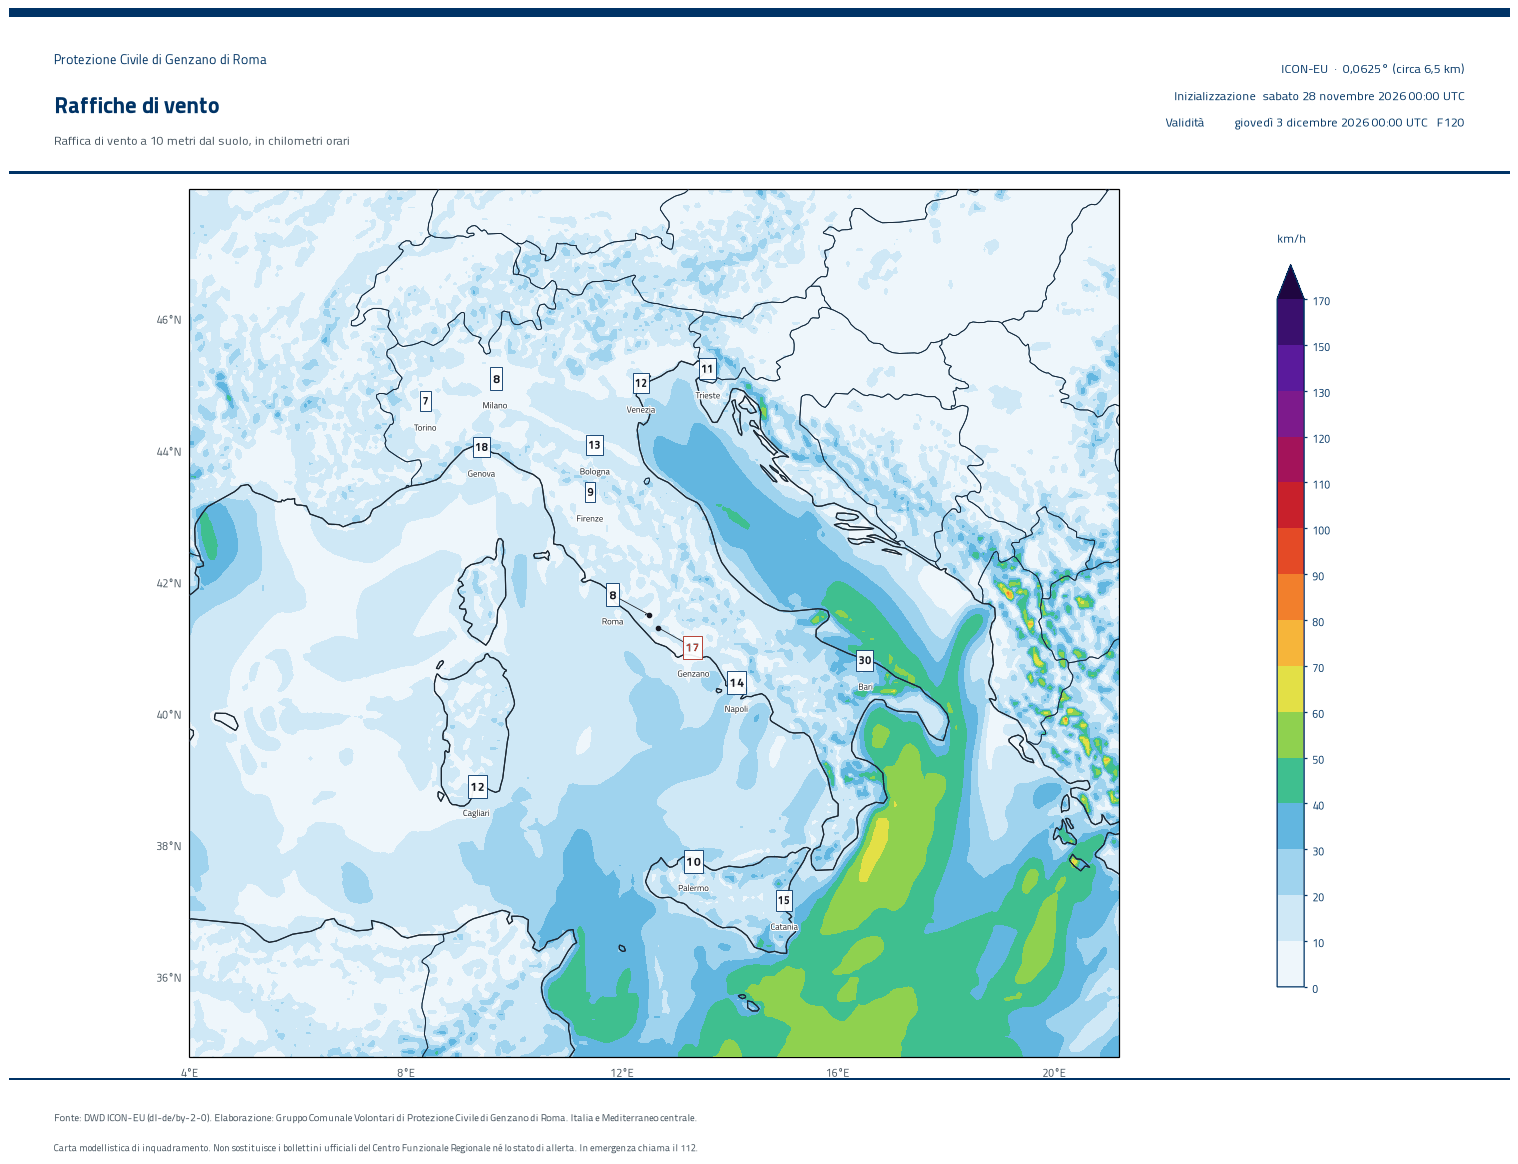 Protezione Civile di Genzano di Roma
Raffiche di vento
Raffica di vento a 10 metri dal suolo, in chilometri orari
ICON-EU · 0,0625° (circa 6,5 km)
Inizializzazione sabato 28 novembre 2026 00:00 UTC
Validità giovedì 3 dicembre 2026 00:00 UTC F120
km/h
170
150
130
120
110
100
90
80
70
60
50
40
30
20
10
0
46°N
44°N
42°N
40°N
38°N
36°N
4°E
8°E
12°E
16°E
20°E
7
Torino
8
Milano
12
Venezia
11
Trieste
18
Genova
13
Bologna
9
Firenze
8
Roma
17
Genzano
14
Napoli
30
Bari
12
Cagliari
10
Palermo
15
Catania
Fonte: DWD ICON-EU (dl-de/by-2-0). Elaborazione: Gruppo Comunale Volontari di Protezione Civile di Genzano di Roma. Italia e Mediterraneo centrale.
Carta modellistica di inquadramento. Non sostituisce i bollettini ufficiali del Centro Funzionale Regionale né lo stato di allerta. In emergenza chiama il 112.